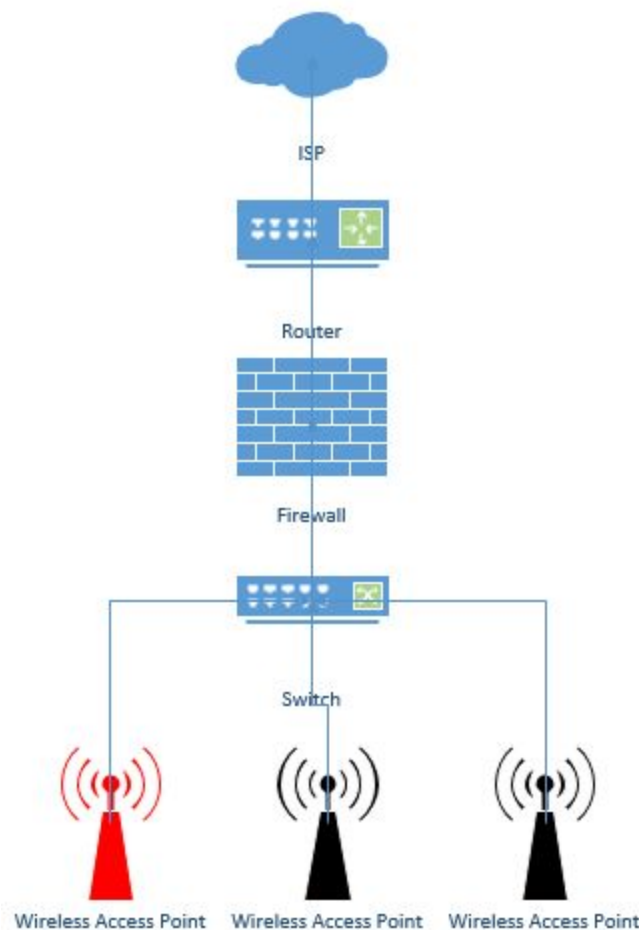 ISP
Router
Firewall
Switch
Wireless Access Point
Wireless Access Point
Wireless Access Point